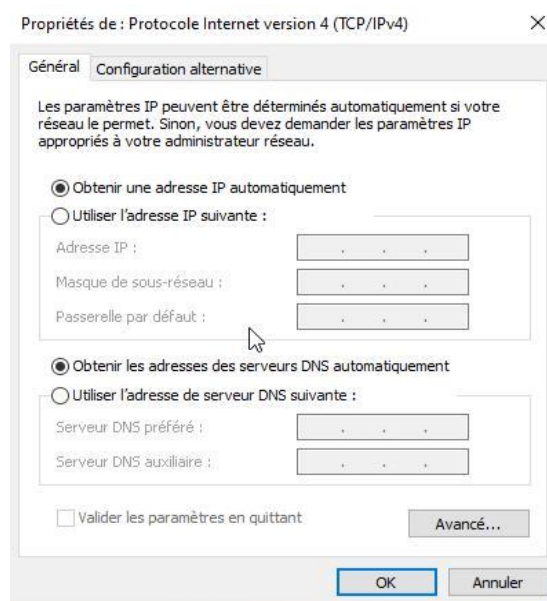 Propriétés de : Protocole Internet version 4 (TCP/IPv4)
Général
Configuration alternative
Les paramètres IP peuvent être déterminés automatiquement si votre
réseau le permet. Sinon, vous devez demander les paramètres IP
appropriés à votre administrateur réseau.
Obtenir une adresse IP automatiquement
Utiliser l'adresse IP suivante :
Adresse IP :
Masque de sous-réseau :
Passerelle par défaut :
Obtenir les adresses des serveurs DNS automatiquement
Utiliser l'adresse de serveur DNS suivante :
Serveur DNS préféré :
Serveur DNS auxiliaire :
Valider les paramètres en quittant
Avancé...
OK
Annuler